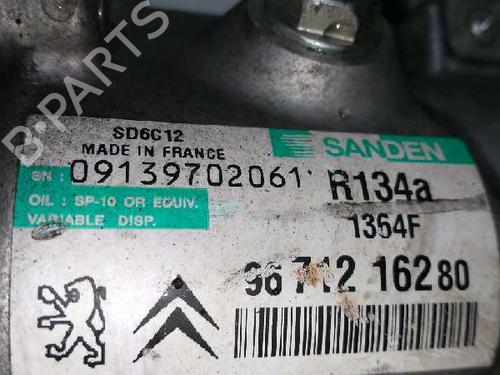 B-PARTS
SD6C12
MADE IN FRANCE
SANDEN
SN: 09139702061
R134a
OIL: SP-10 OR EQUIV.
VARIABLE DISP.
1364F
96 712 162 80